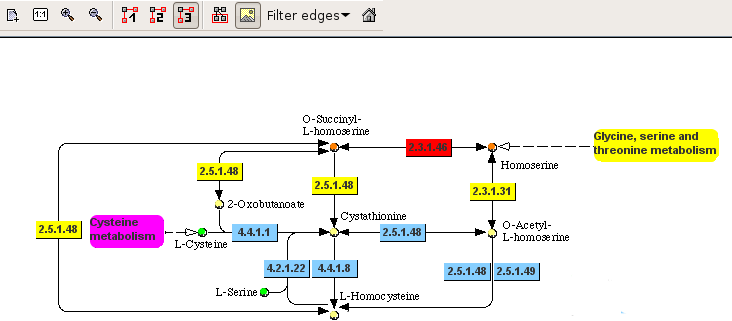 1:1 1 2 3 Filter edges
O-Succinyl-
L-homoserine
Glycine, serine and
threonine metabolism
2.3.1.46
Homoserine
2.5.1.48
2.5.1.48
2.3.1.31
2-Oxobutanoate
Cysteine
metabolism
2.5.1.48
Cystathionine
O-Acetyl-
L-homoserine
L-Cysteine
4.4.1.1
2.5.1.48
4.2.1.22
4.4.1.8
2.5.1.48
2.5.1.49
L-Serine
L-Homocysteine